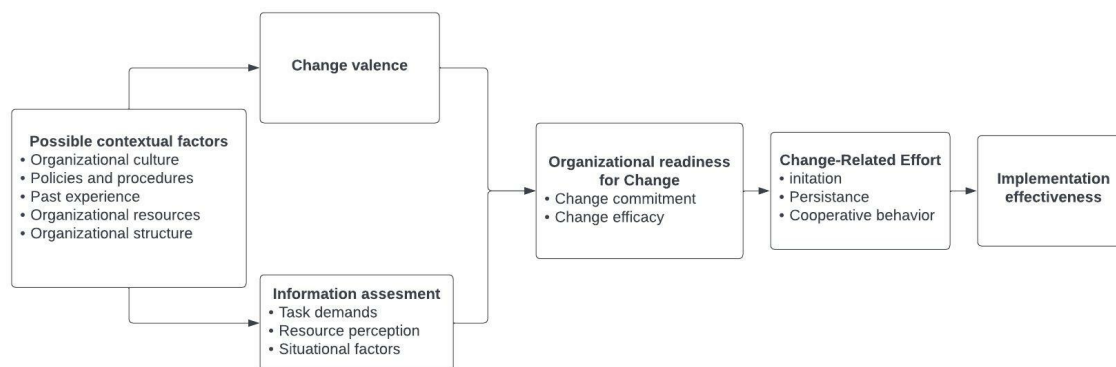 Change valence
Possible contextual factors
• Organizational culture
• Policies and procedures
• Past experience
• Organizational resources
• Organizational structure
Information assesment
• Task demands
• Resource perception
• Situational factors
Organizational readiness
for Change
• Change commitment
• Change efficacy
Change-Related Effort
• initation
• Persistance
• Cooperative behavior
Implementation
effectiveness